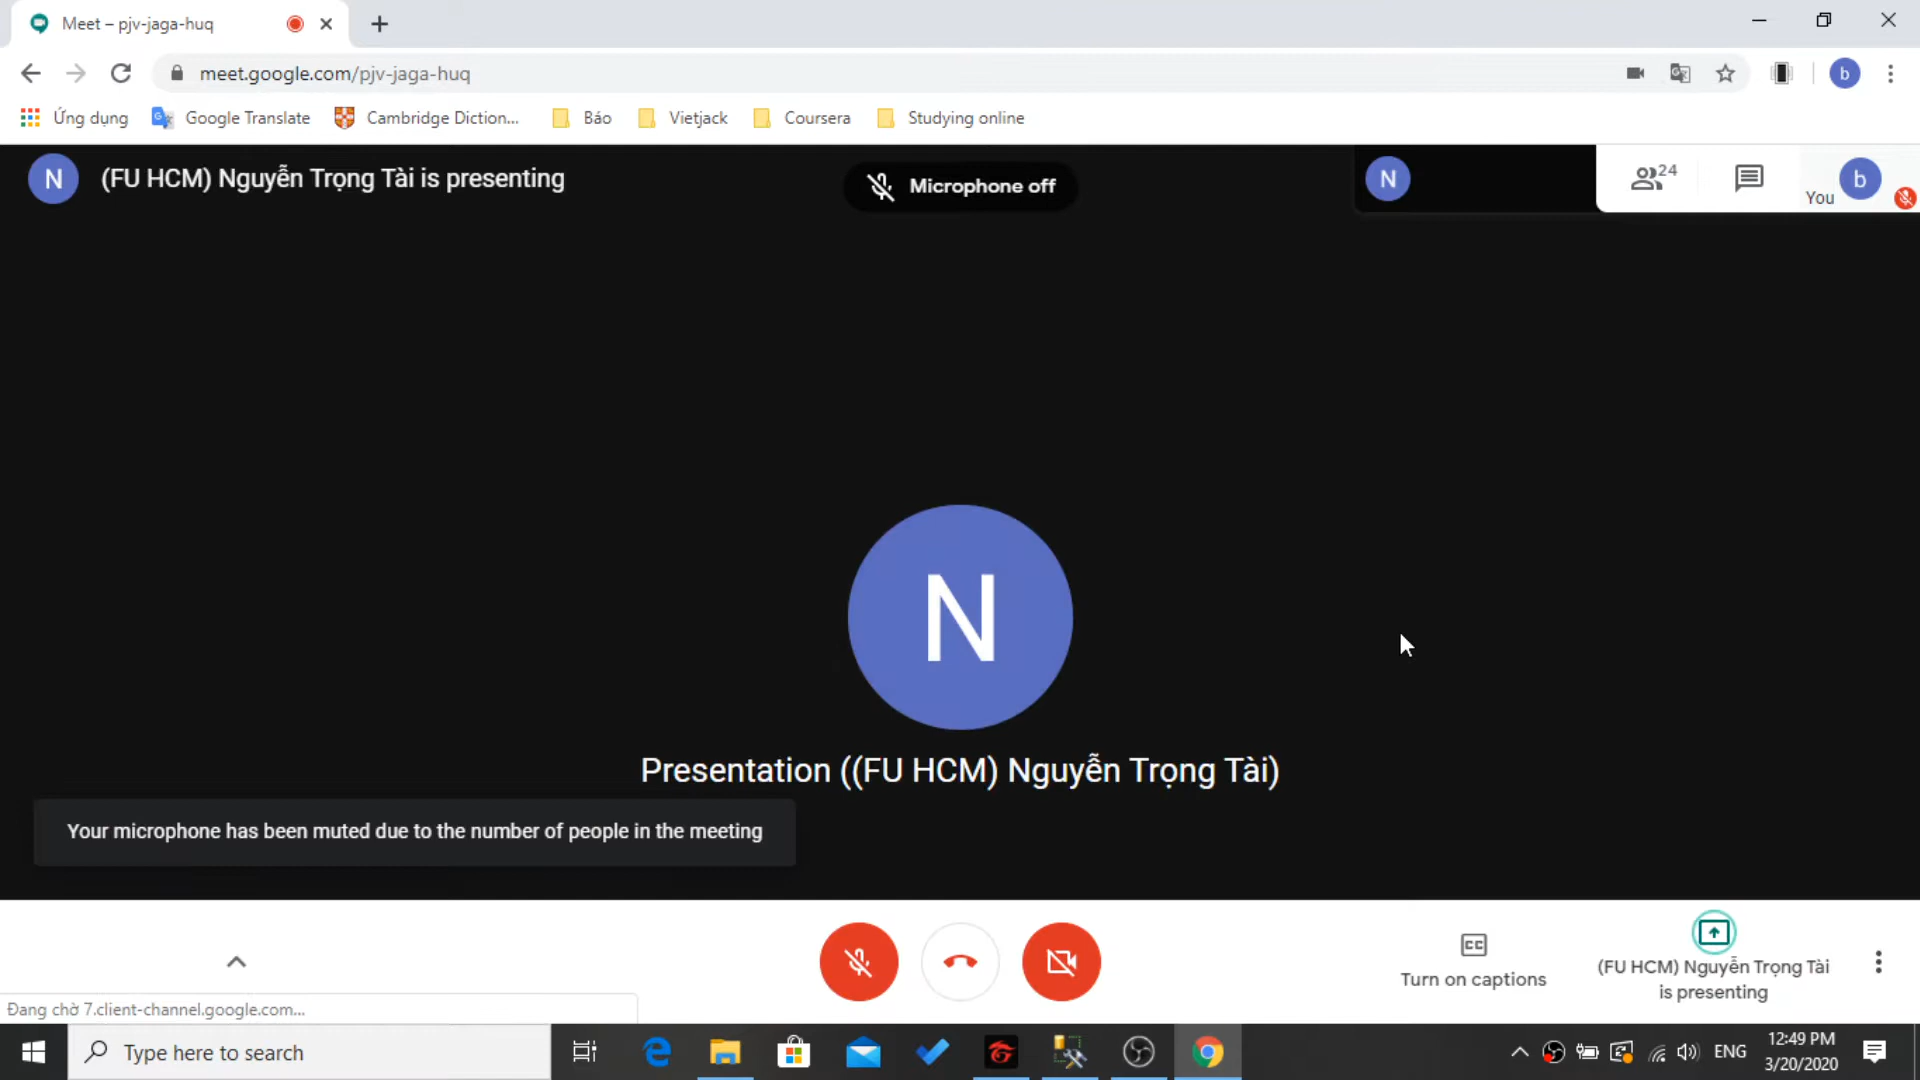 Meet – pjv-jaga-huq
meet.google.com/pjv-jaga-huq
b
Ứng dụng
Google Translate
Cambridge Diction...
Báo
Vietjack
Coursera
Studying online
N
(FU HCM) Nguyễn Trọng Tài is presenting
Microphone off
N
24
You
b
N
Presentation ((FU HCM) Nguyễn Trọng Tài)
Your microphone has been muted due to the number of people in the meeting
CC
Turn on captions
(FU HCM) Nguyễn Trọng Tài
is presenting
Đang chờ 7.client-channel.google.com...
Type here to search
ENG
12:49 PM
3/20/2020